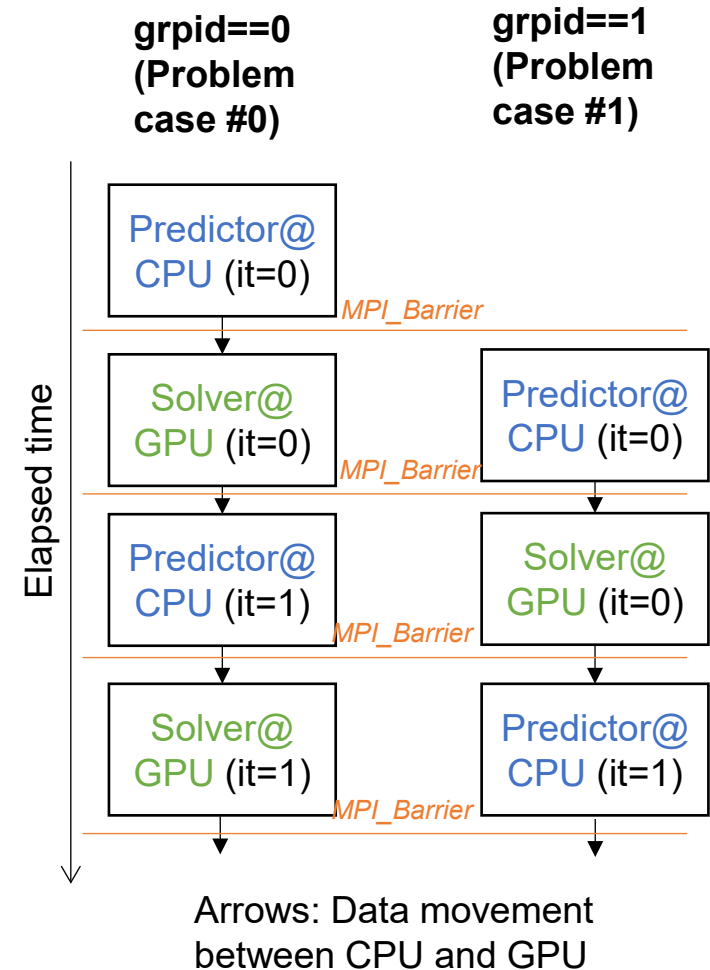 grpid==0
(Problem
case #0)
grpid==1
(Problem
case #1)
Elapsed time
Predictor@
CPU (it=0)
MPI_Barrier
Solver@
GPU (it=0)
Predictor@
CPU (it=0)
MPI_Barrier
Predictor@
CPU (it=1)
Solver@
GPU (it=0)
MPI_Barrier
Solver@
GPU (it=1)
Predictor@
CPU (it=1)
MPI_Barrier
Arrows: Data movement
between CPU and GPU